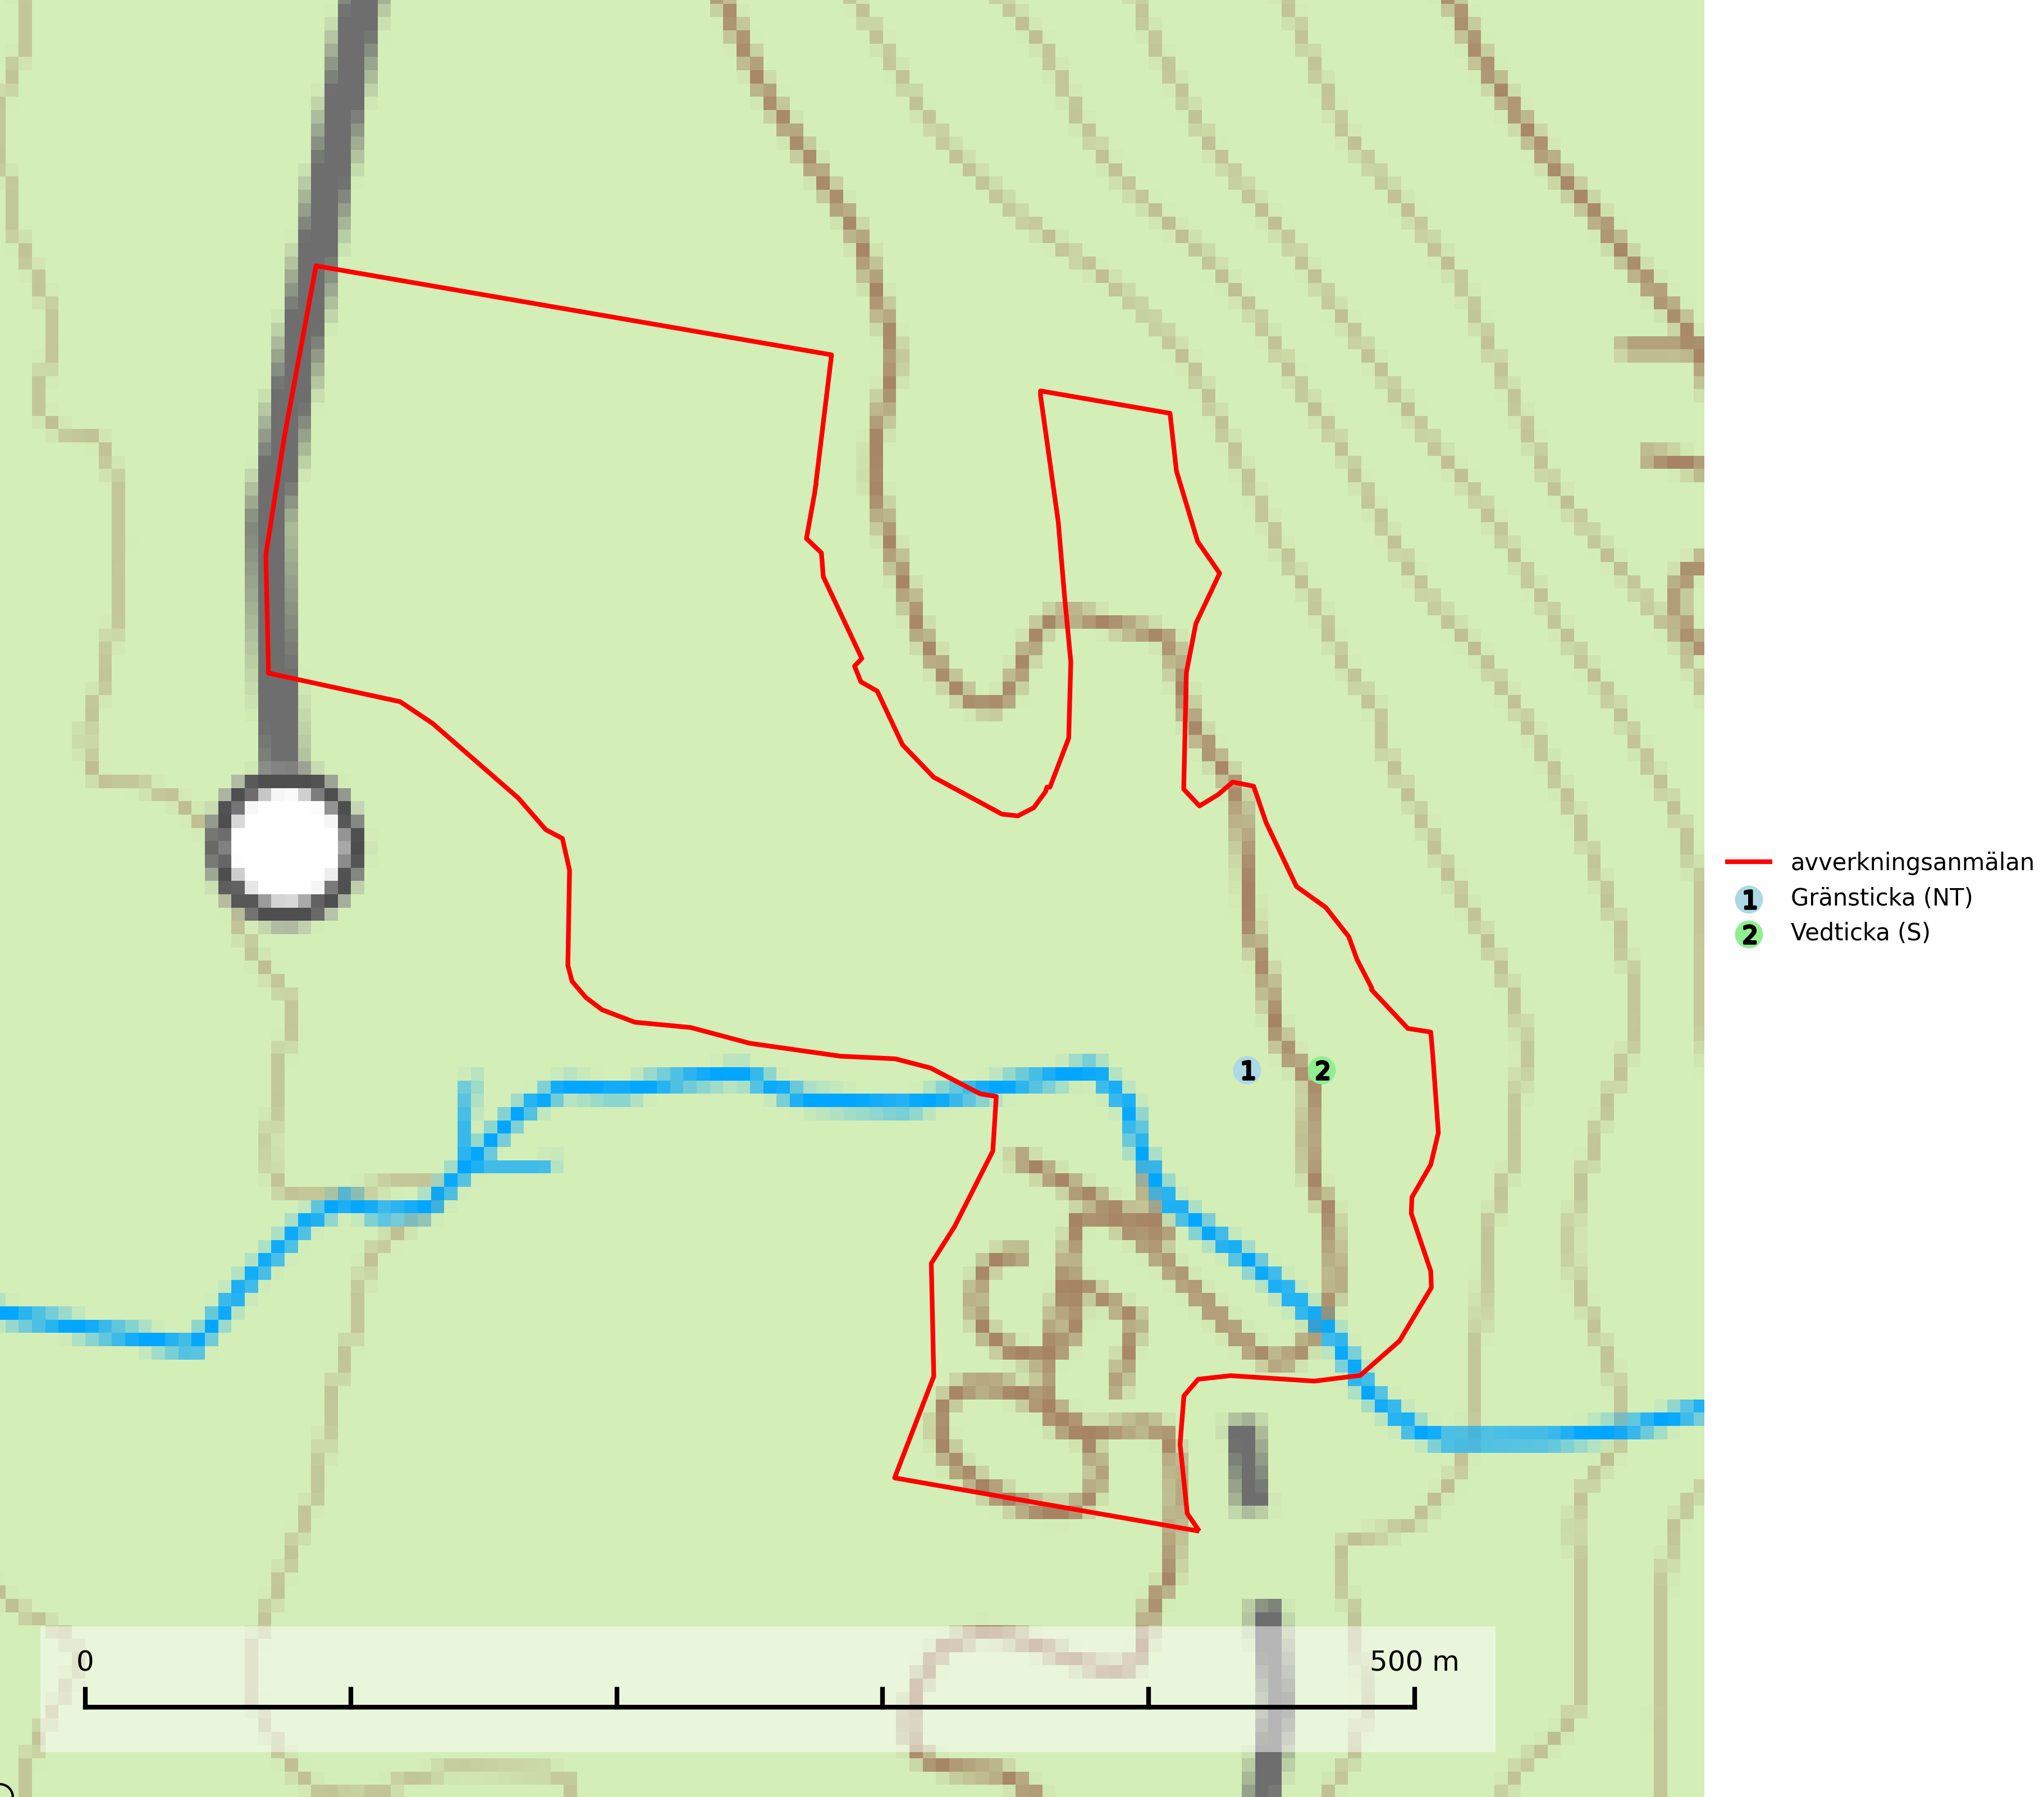 1 2
avverkningsanmälan
1 Gränsticka (NT)
2 Vedticka (S)
0 500 m